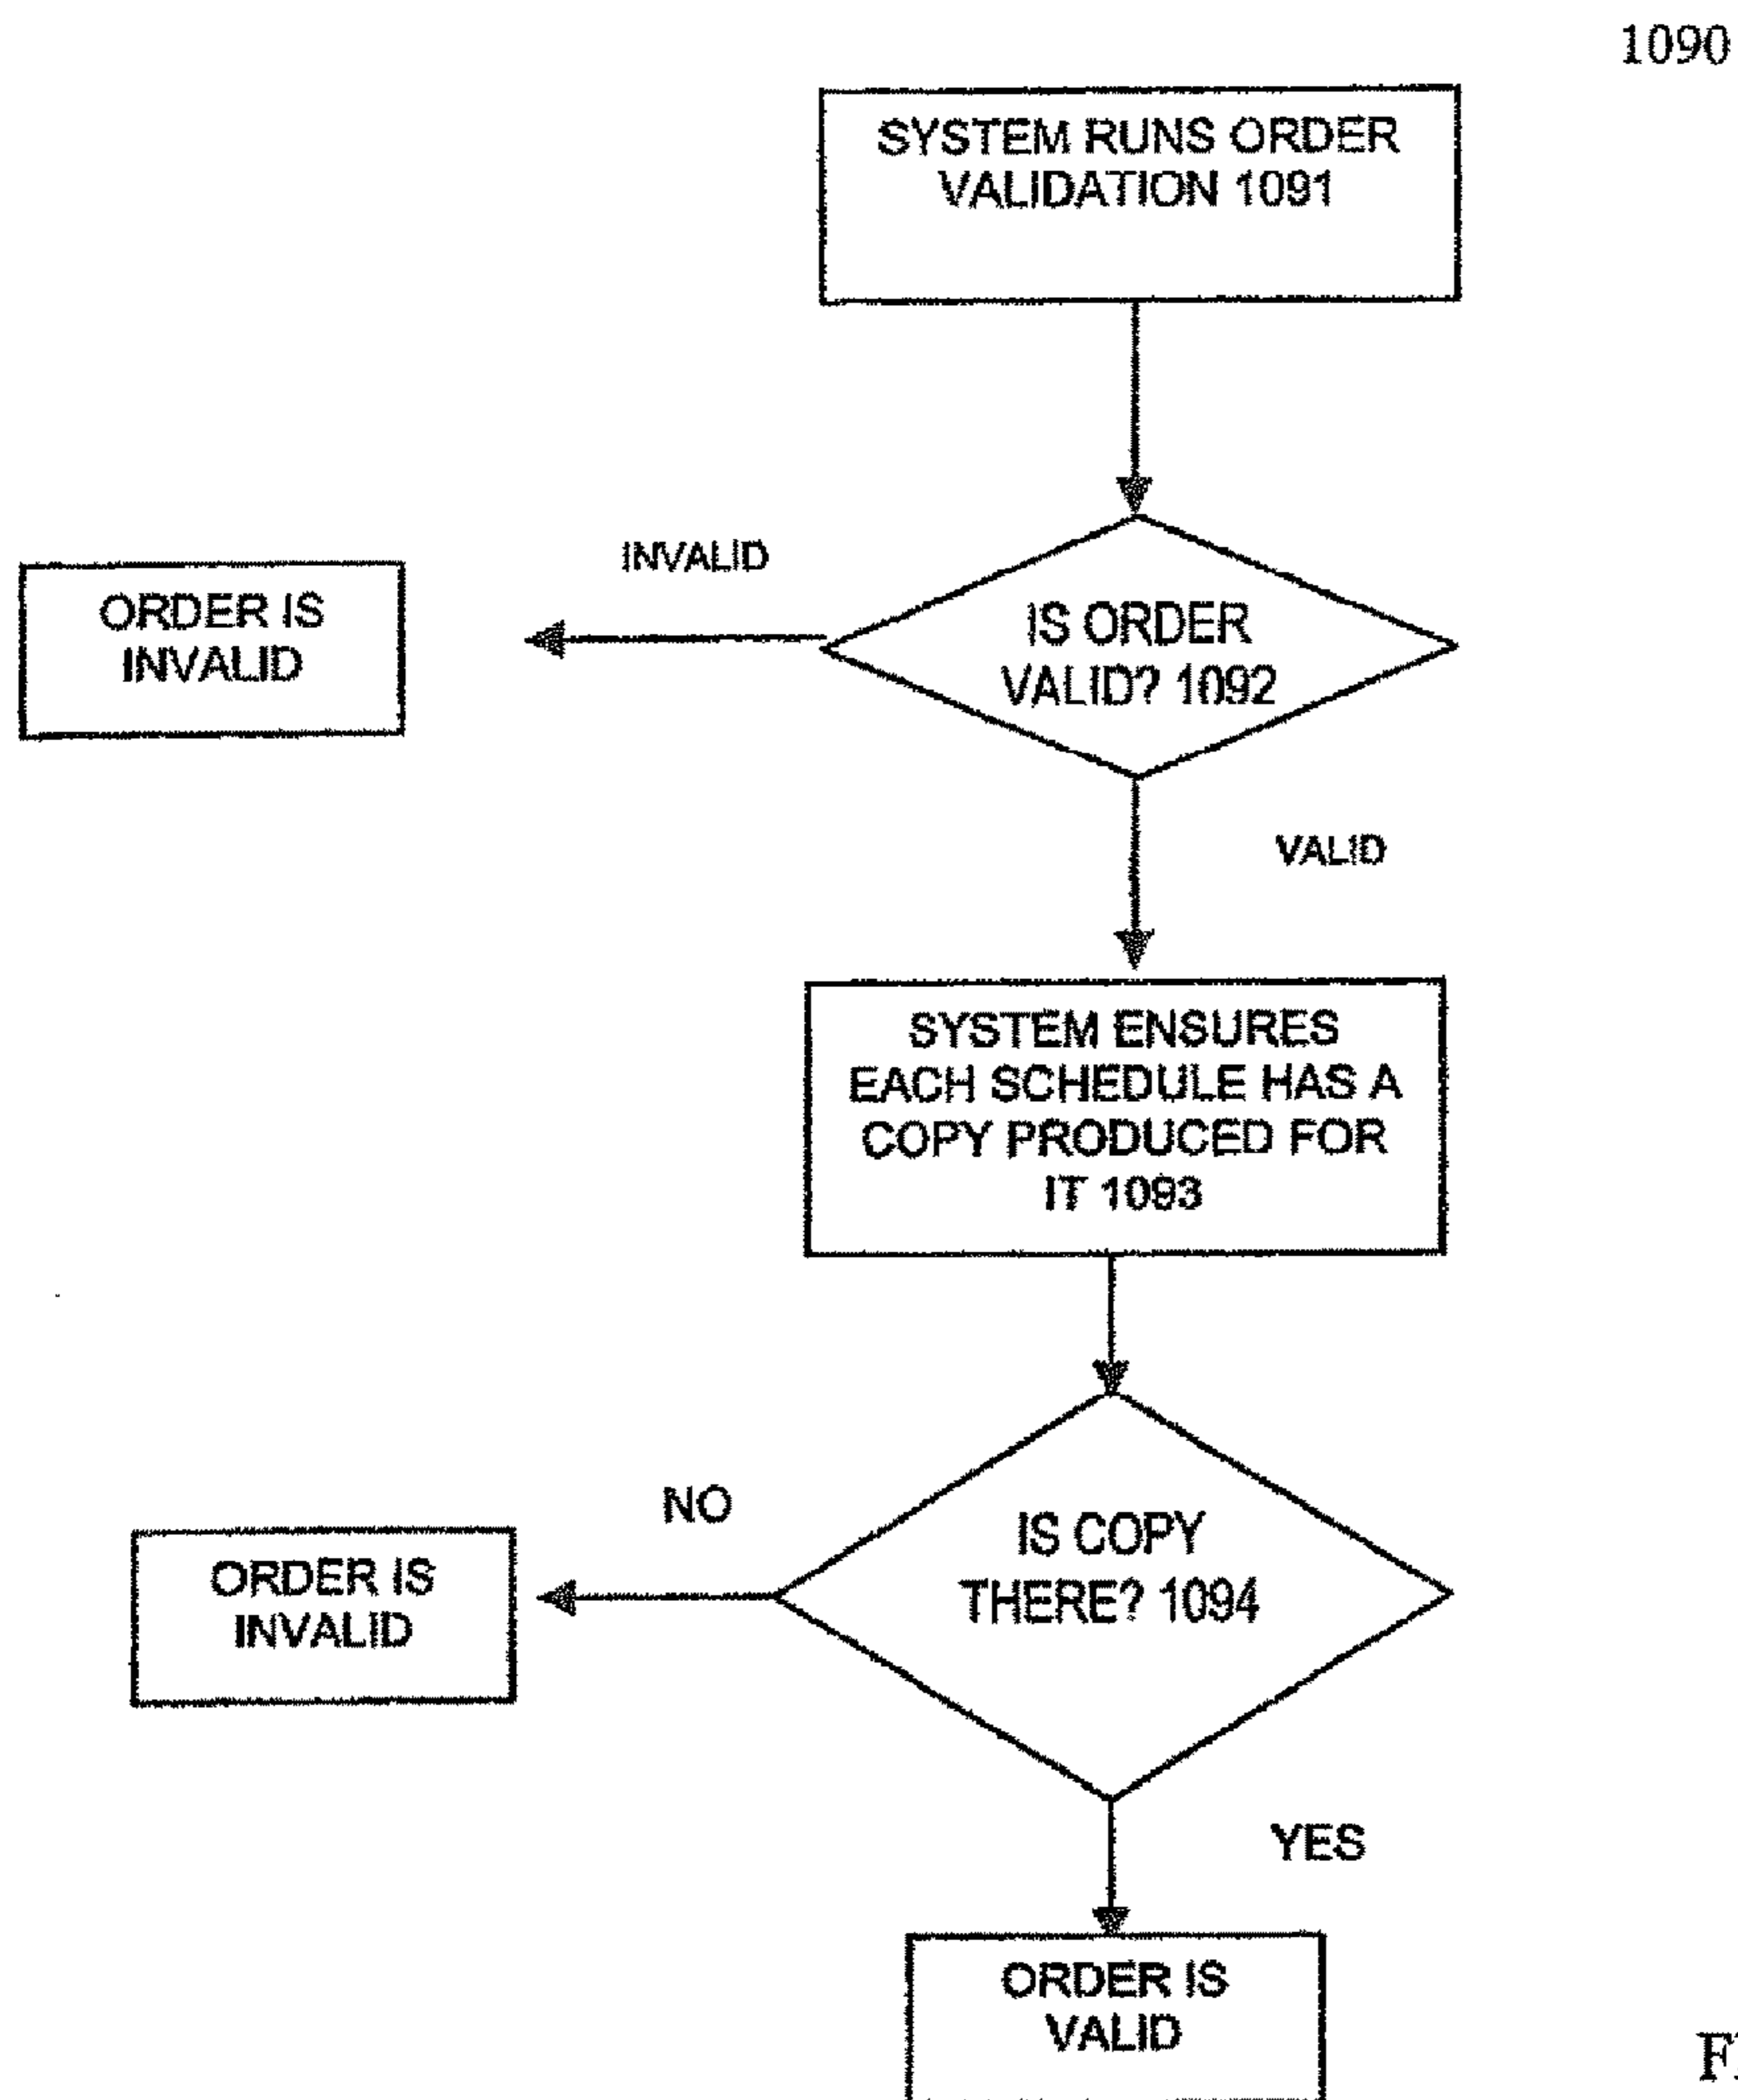 1090
SYSTEM RUNS ORDER
VALIDATION 1091
INVALID
ORDER IS
INVALID
IS ORDER
VALID? 1092
VALID
SYSTEM ENSURES
EACH SCHEDULE HAS A
COPY PRODUCED FOR
IT 1093
NO
ORDER IS
INVALID
IS COPY
THERE? 1094
YES
ORDER IS
VALID